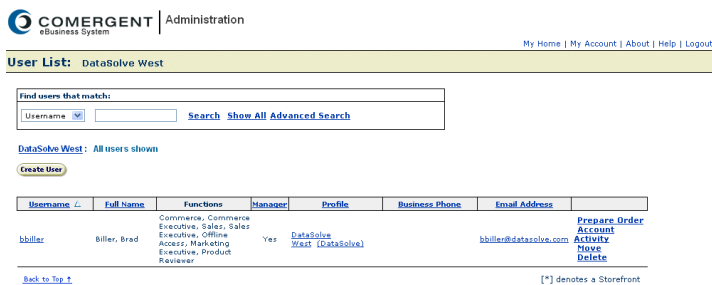 COMERGENT
eBusiness System
Administration
My Home | My Account | About | Help | Logout
User List: DataSolve West
Find users that match:
Username Search Show All Advanced Search
DataSolve West : All users shown
Create User
Username Full Name Functions Manager Profile Business Phone Email Address
bbiller Biller, Brad Commerce, Commerce Executive, Sales, Sales Executive, Offline Access, Marketing Executive, Product Reviewer Yes DataSolve West (DataSolve) bbiller@datasolve.com Prepare Order Account Activity Move Delete
Back to Top ↑ [*] denotes a Storefront